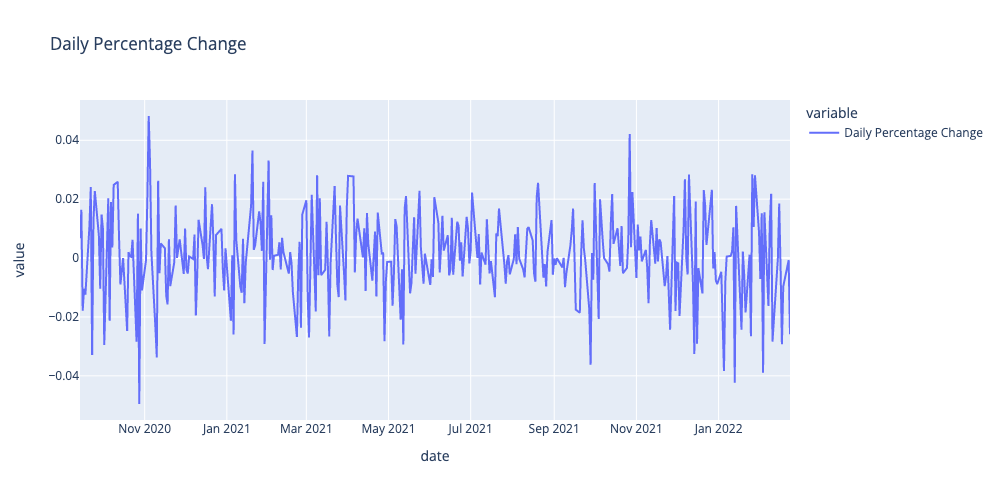 Daily Percentage Change
variable
Daily Percentage Change
value
0.04
0.02
0
−0.02
−0.04
Nov 2020
Jan 2021
Mar 2021
May 2021
Jul 2021
Sep 2021
Nov 2021
Jan 2022
date